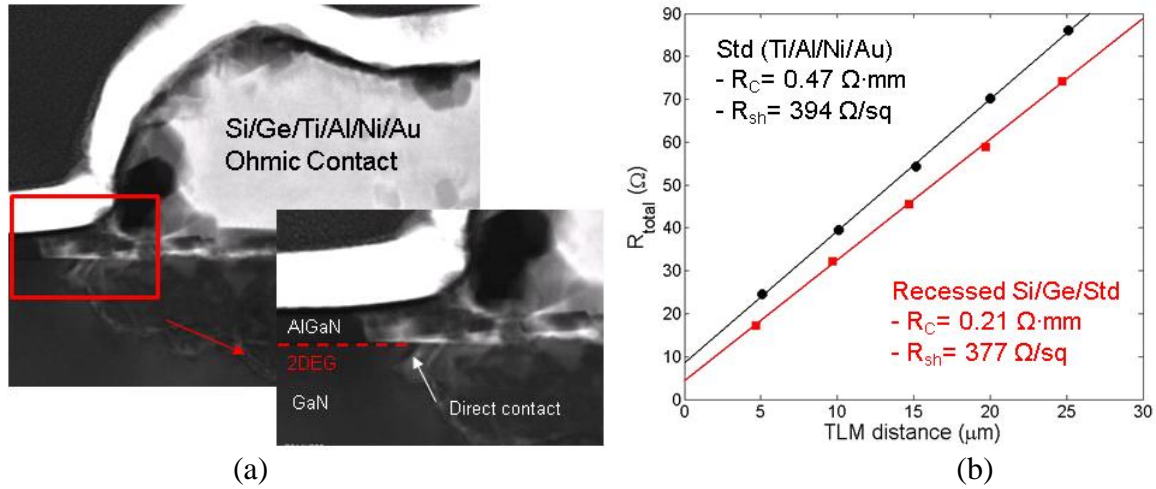 Si/Ge/Ti/Al/Ni/Au
Ohmic Contact
AlGaN
2DEG
GaN
Direct contact
(a)
90
80
70
60
50
40
30
20
10
0
R_total (Ω)
Std (Ti/Al/Ni/Au)
- R_C= 0.47 Ω·mm
- R_sh= 394 Ω/sq
Recessed Si/Ge/Std
- R_C= 0.21 Ω·mm
- R_sh= 377 Ω/sq
0 5 10 15 20 25 30
TLM distance (μm)
(b)